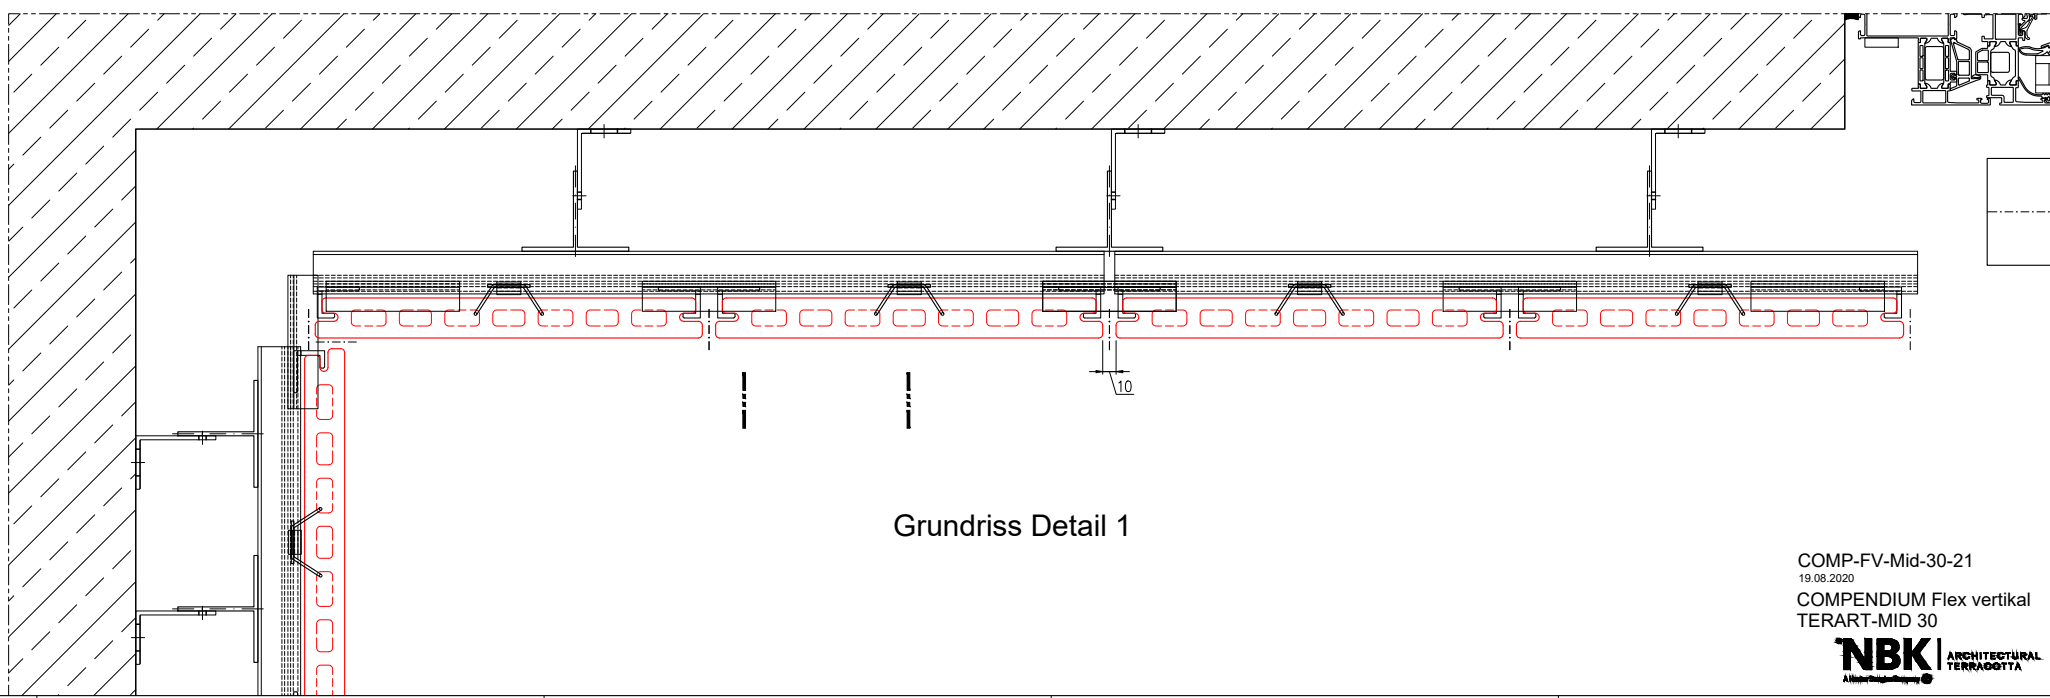 10
Grundriss Detail 1
COMP-FV-Mid-30-21
19.08.2020
COMPENDIUM Flex vertikal
TERART-MID 30
NBK ARCHITECTURAL
TERRACOTTA